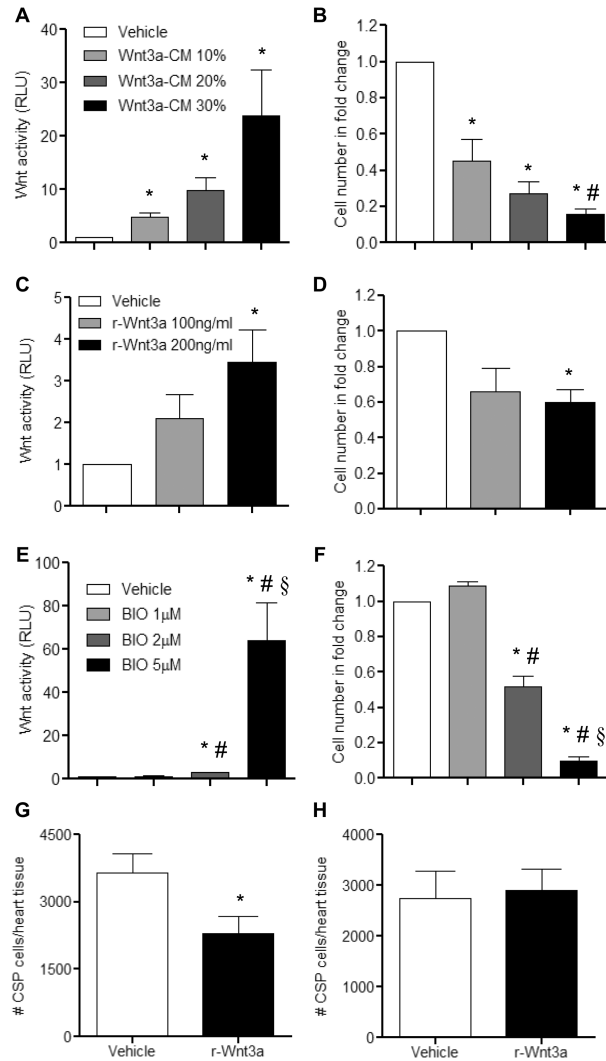 A
Wnt activity (RLU)
40
30
20
10
0
Vehicle
Wnt3a-CM 10%
Wnt3a-CM 20%
Wnt3a-CM 30%
*
*
*
B
Cell number in fold change
1.2
1.0
0.8
0.6
0.4
0.2
0.0
*
*
* #
C
Wnt activity (RLU)
5
4
3
2
1
0
Vehicle
r-Wnt3a 100ng/ml
r-Wnt3a 200ng/ml
*
D
Cell number in fold change
1.2
1.0
0.8
0.6
0.4
0.2
0.0
*
E
Wnt activity (RLU)
100
80
60
40
20
0
Vehicle
BIO 1µM
BIO 2µM
BIO 5µM
* #
* # §
F
Cell number in fold change
1.2
1.0
0.8
0.6
0.4
0.2
0.0
* #
* # §
G
# CSP cells/heart tissue
4500
3000
1500
0
*
Vehicle
r-Wnt3a
H
# CSP cells/heart tissue
4000
3000
2000
1000
0
Vehicle
r-Wnt3a